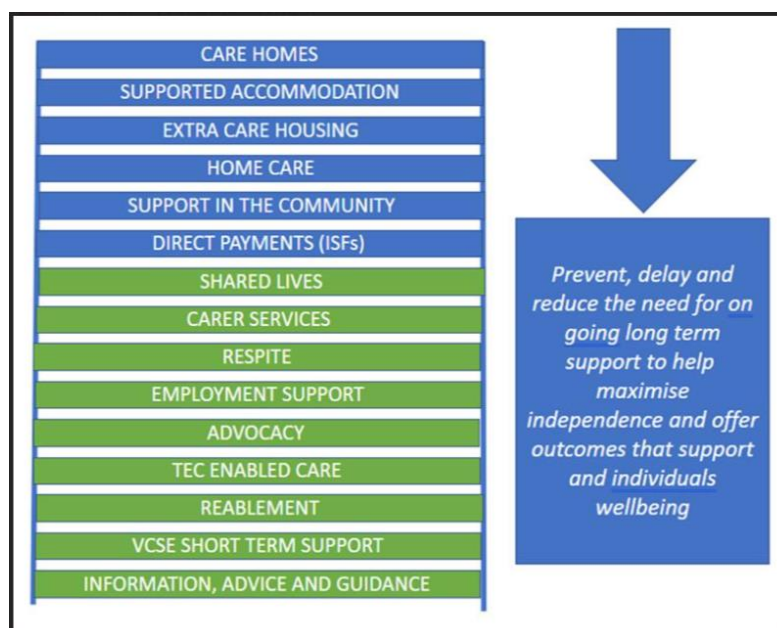 CARE HOMES
SUPPORTED ACCOMMODATION
EXTRA CARE HOUSING
HOME CARE
SUPPORT IN THE COMMUNITY
DIRECT PAYMENTS (ISFs)
SHARED LIVES
CARER SERVICES
RESPITE
EMPLOYMENT SUPPORT
ADVOCACY
TEC ENABLED CARE
REABLEMENT
VCSE SHORT TERM SUPPORT
INFORMATION, ADVICE AND GUIDANCE
Prevent, delay and
reduce the need for on
going long term
support to help
maximise
independence and offer
outcomes that support
and individuals
wellbeing